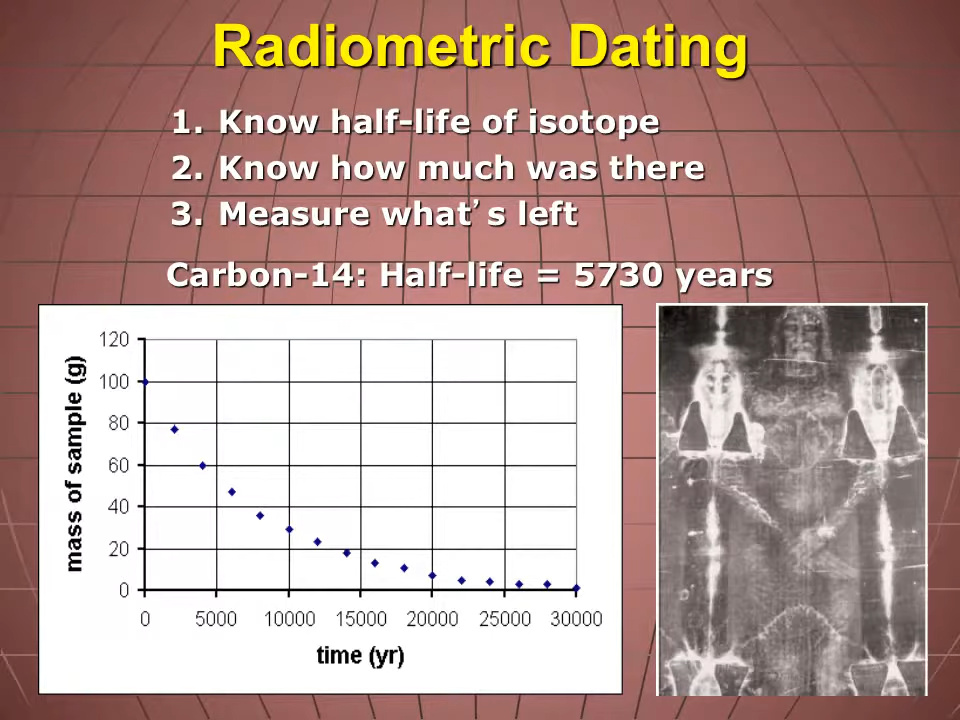 Radiometric Dating
1. Know half-life of isotope
2. Know how much was there
3. Measure what’s left
Carbon-14: Half-life = 5730 years
mass of sample (g)
120
100
80
60
40
20
0
0 5000 10000 15000 20000 25000 30000
time (yr)